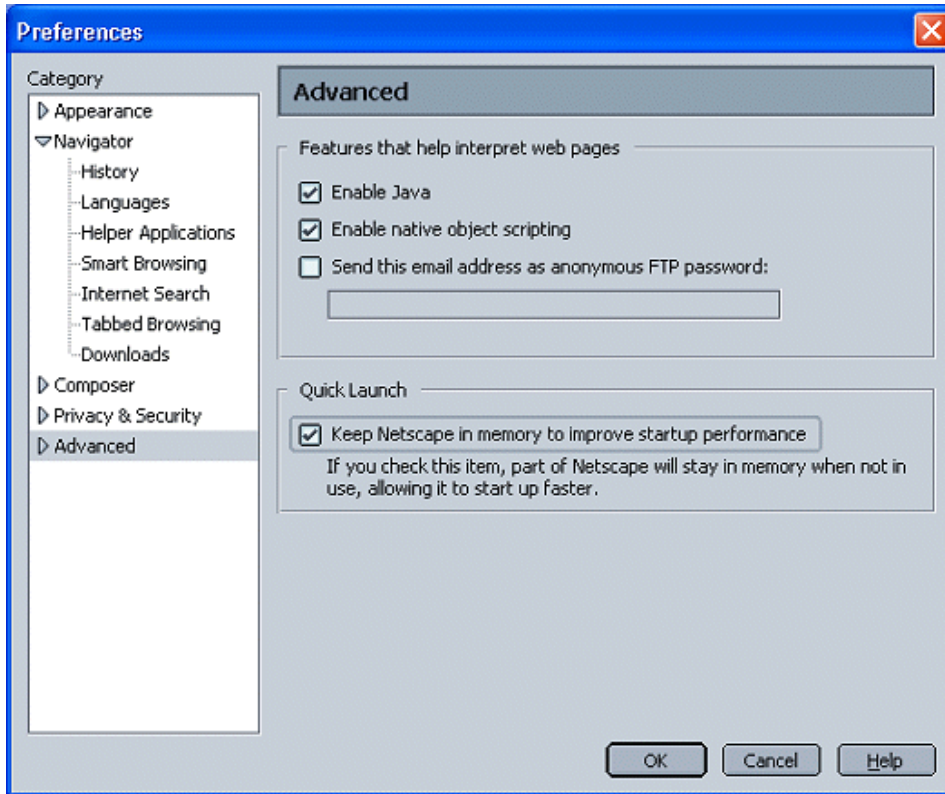 Preferences
Category
Appearance
Navigator
History
Languages
Helper Applications
Smart Browsing
Internet Search
Tabbed Browsing
Downloads
Composer
Privacy & Security
Advanced
Advanced
Features that help interpret web pages
Enable Java
Enable native object scripting
Send this email address as anonymous FTP password:
Quick Launch
Keep Netscape in memory to improve startup performance
If you check this item, part of Netscape will stay in memory when not in
use, allowing it to start up faster.
OK
Cancel
Help